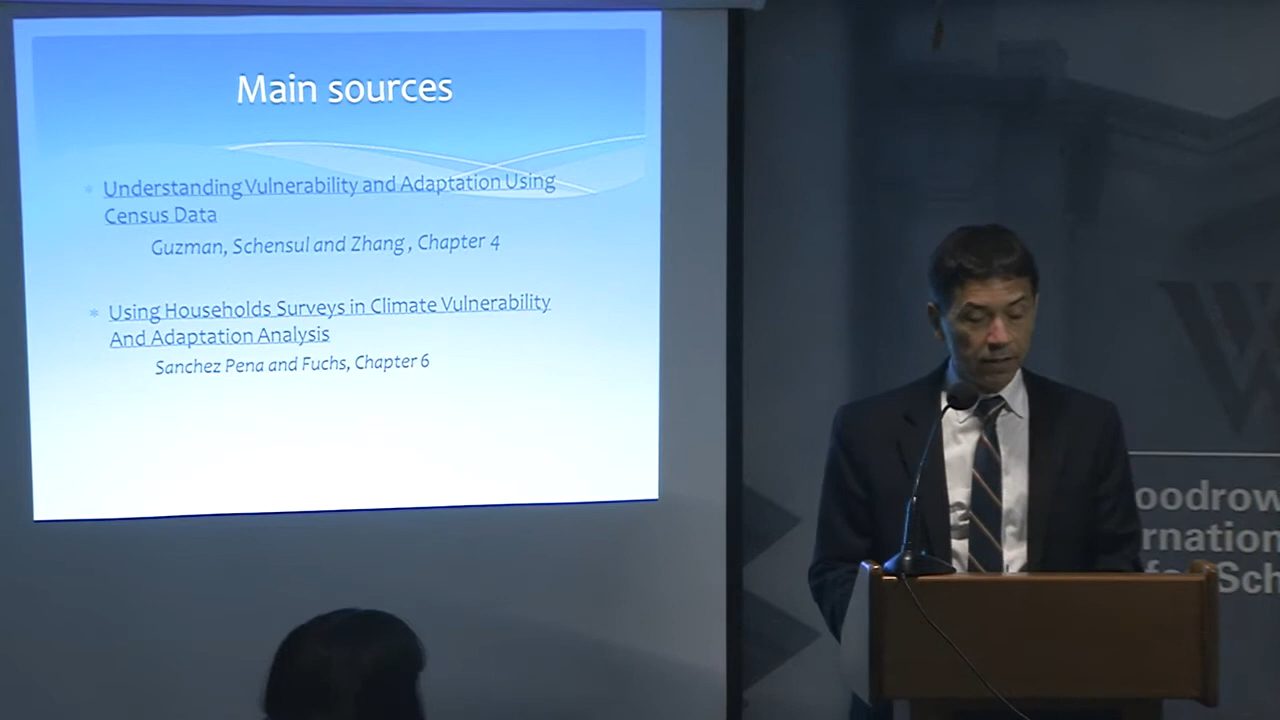 Main sources
* Understanding Vulnerability and Adaptation Using
Census Data
Guzman, Schensul and Zhang, Chapter 4
* Using Households Surveys in Climate Vulnerability
And Adaptation Analysis
Sanchez Pena and Fuchs, Chapter 6
W
oodrow
rnation
Sch